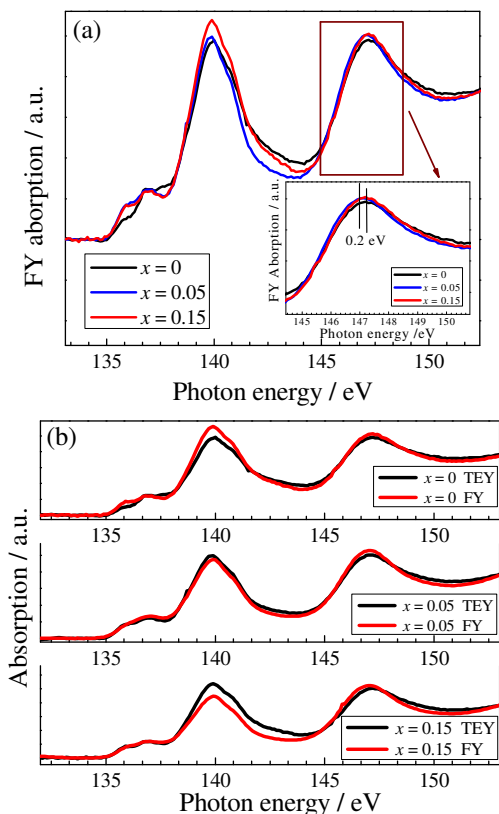 (a)
FY aborption / a.u.
x = 0
x = 0.05
x = 0.15
FY Aborption / a.u.
0.2 eV
x = 0
x = 0.05
x = 0.15
145 146 147 148 149 150
Photon energy / eV
135 140 145 150
Photon energy / eV
(b)
Absorption / a.u.
x = 0 TEY
x = 0 FY
135 140 145 150
x = 0.05 TEY
x = 0.05 FY
135 140 145 150
x = 0.15 TEY
x = 0.15 FY
135 140 145 150
Photon energy / eV